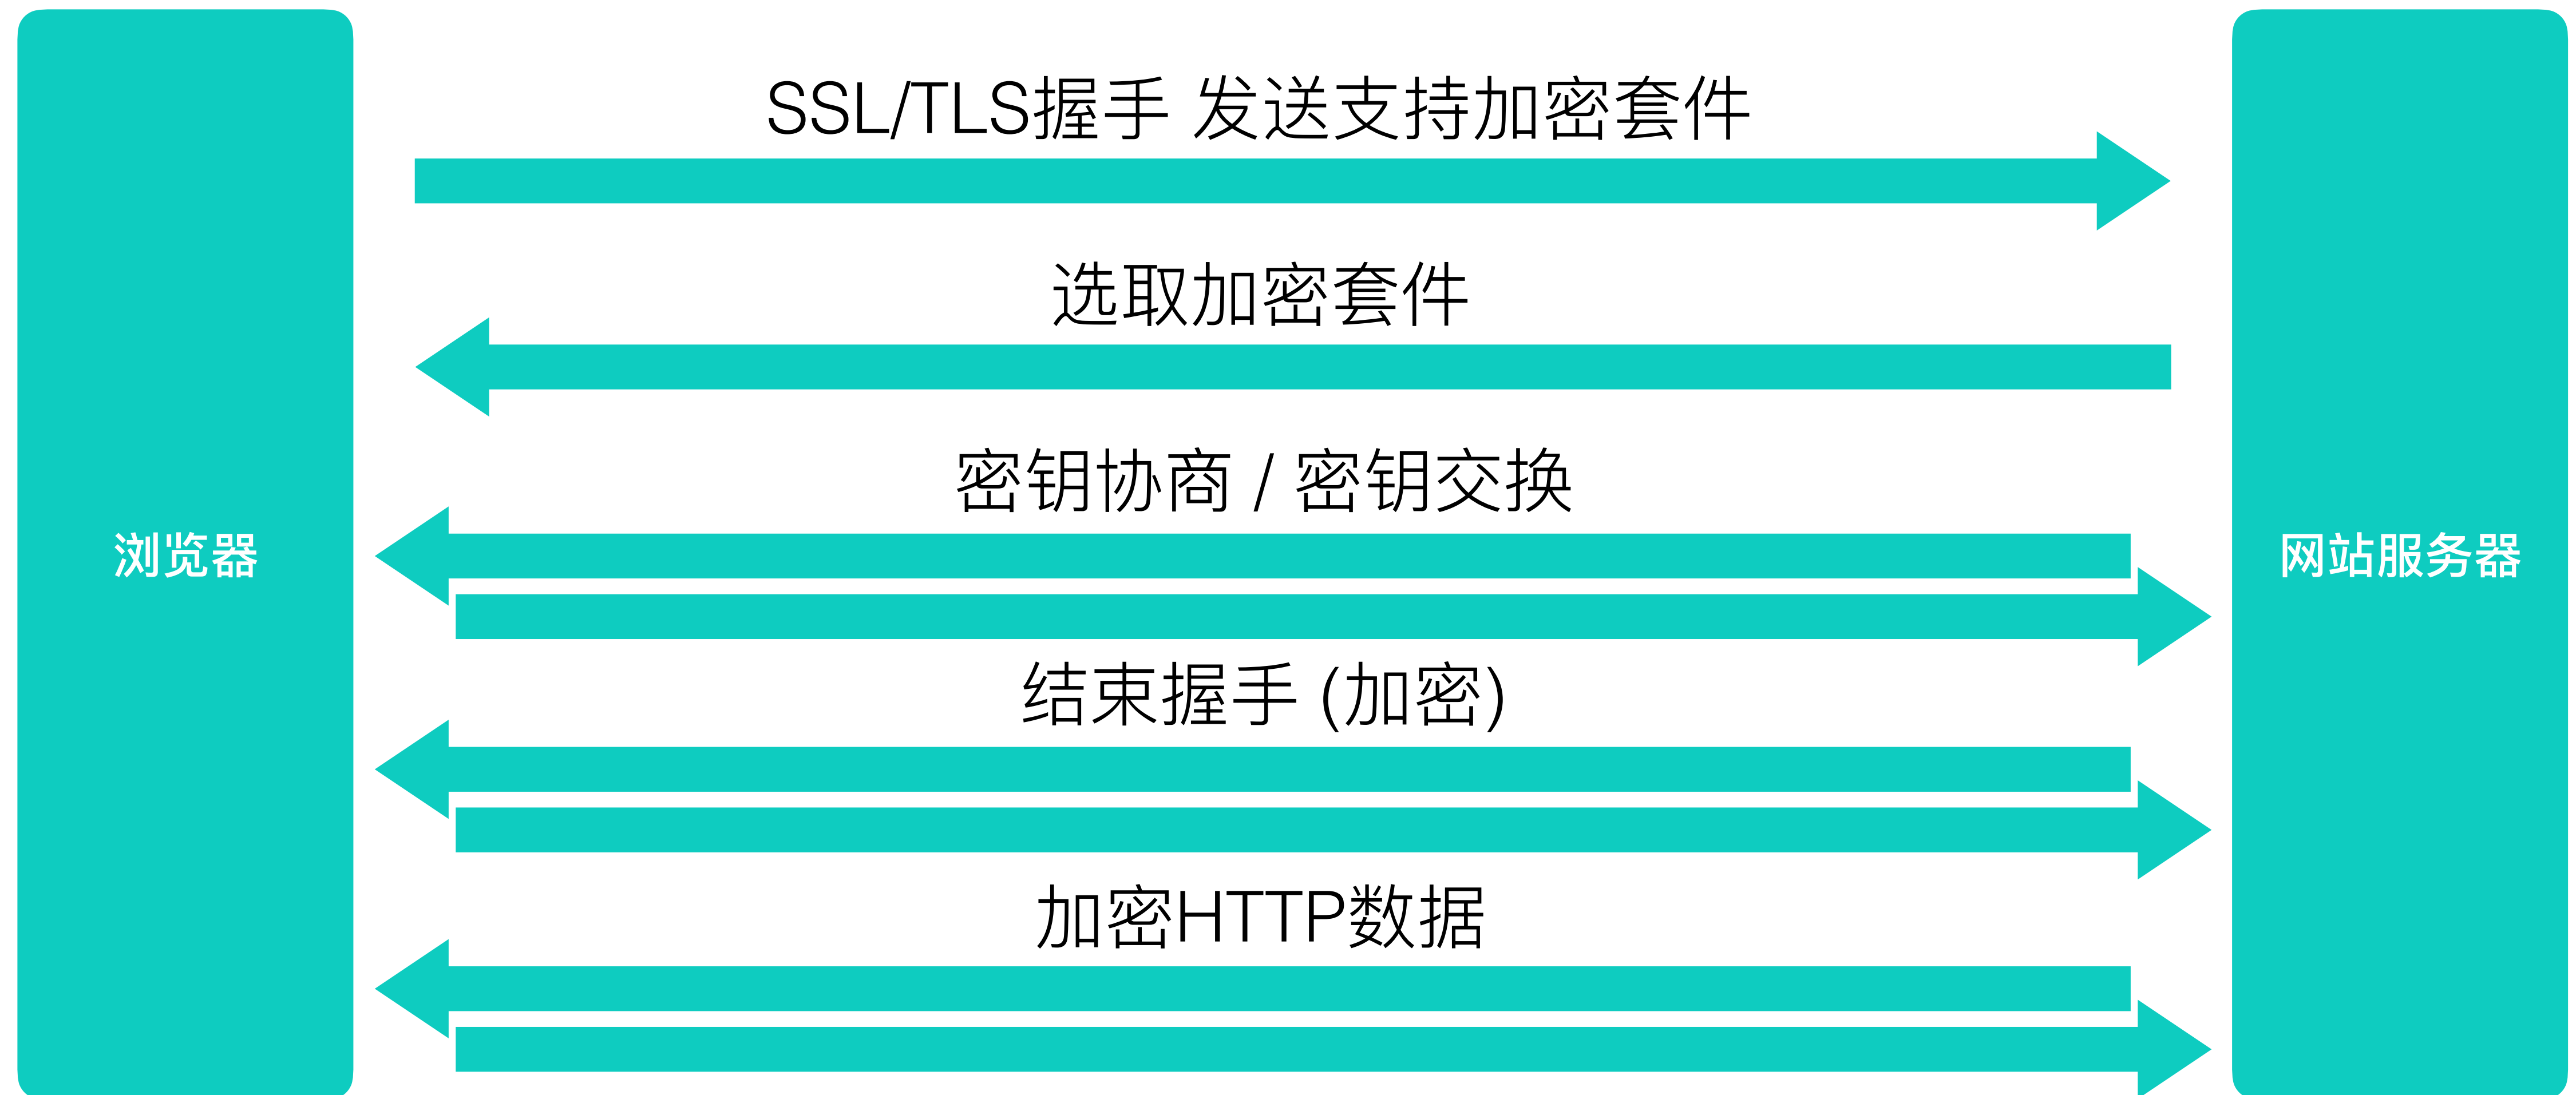 SSL/TLS握手 发送支持加密套件
选取加密套件
密钥协商 / 密钥交换
浏览器
网站服务器
结束握手 (加密)
加密HTTP数据